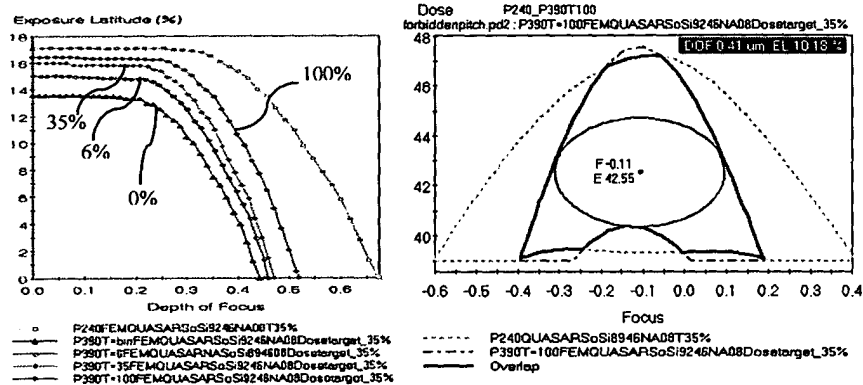 Exposure Latitude (%)
18
16
14
12
10
8
6
4
2
0
0.0 0.1 0.2 0.3 0.4 0.5 0.6
Depth of Focus
100%
35%
6%
0%
P240FEMQUASARSoSi9246NA08T35%
P390T=binFEMQUASARSoSi9246NA08Dosetarget_35%
P390T=6FEMQUASARNASoSi894608Dosetarget_35%
P390T=35FEMQUASARSoSi9246NA08Dosetarget_35%
P390T=100FEMQUASARSoSi9246NA08Dosetarget_35%
Dose P240_P390T100
forbiddenpitch.pd2 : P390T=100FEMQUASARSoSi9246NA08Dosetarget_35%
DOF 0.41 um EL 10.18 %
48
46
44
42
40
F -0.11
E 42.55
-0.6 -0.5 -0.4 -0.3 -0.2 -0.1 0.0 0.1 0.2 0.3 0.4
Focus
P240QUASARSoSi8946NA08T35%
P390T=100FEMQUASARSoSi9246NA08Dosetarget_35%
Overlap